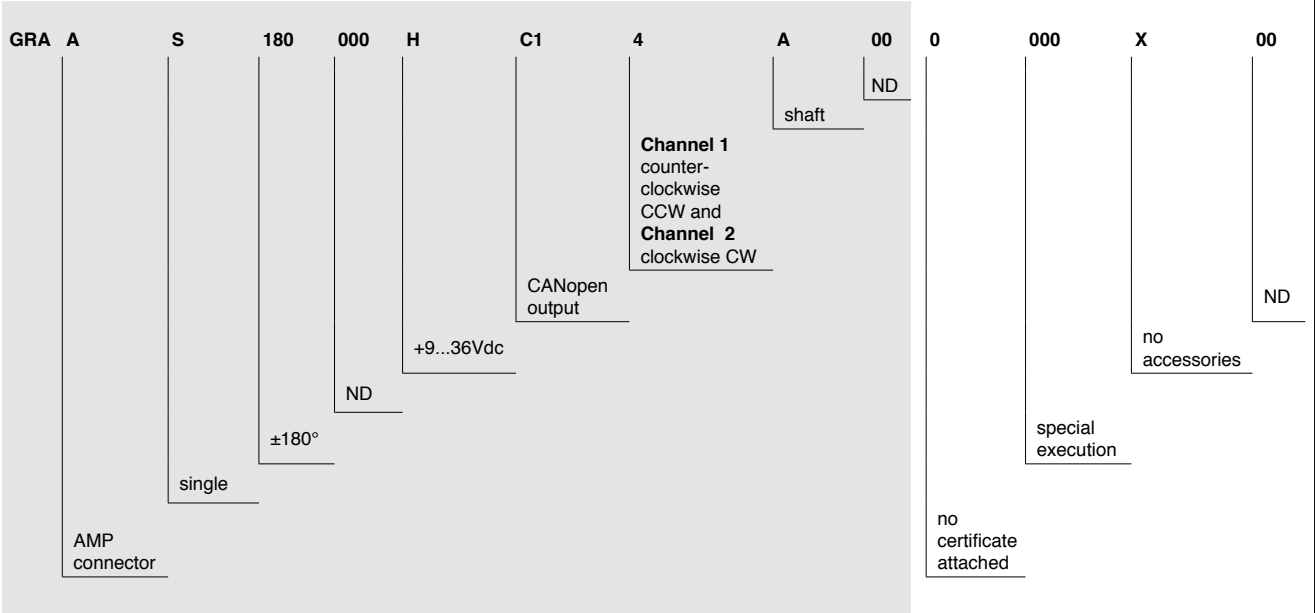 GRA A S 180 000 H C1 4 A 00 0 000 X 00
ND
shaft
Channel 1
counter-
clockwise
CCW and
Channel 2
clockwise CW
CANopen
output
ND
+9...36Vdc
no
accessories
ND
±180°
special
execution
single
AMP
connector
no
certificate
attached